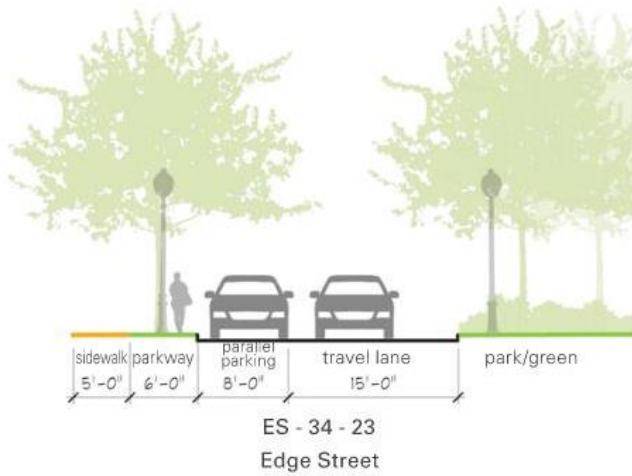 sidewalk parkway parallel parking travel lane park/green
5'-0" 6'-0" 8'-0" 15'-0"
ES - 34 - 23
Edge Street